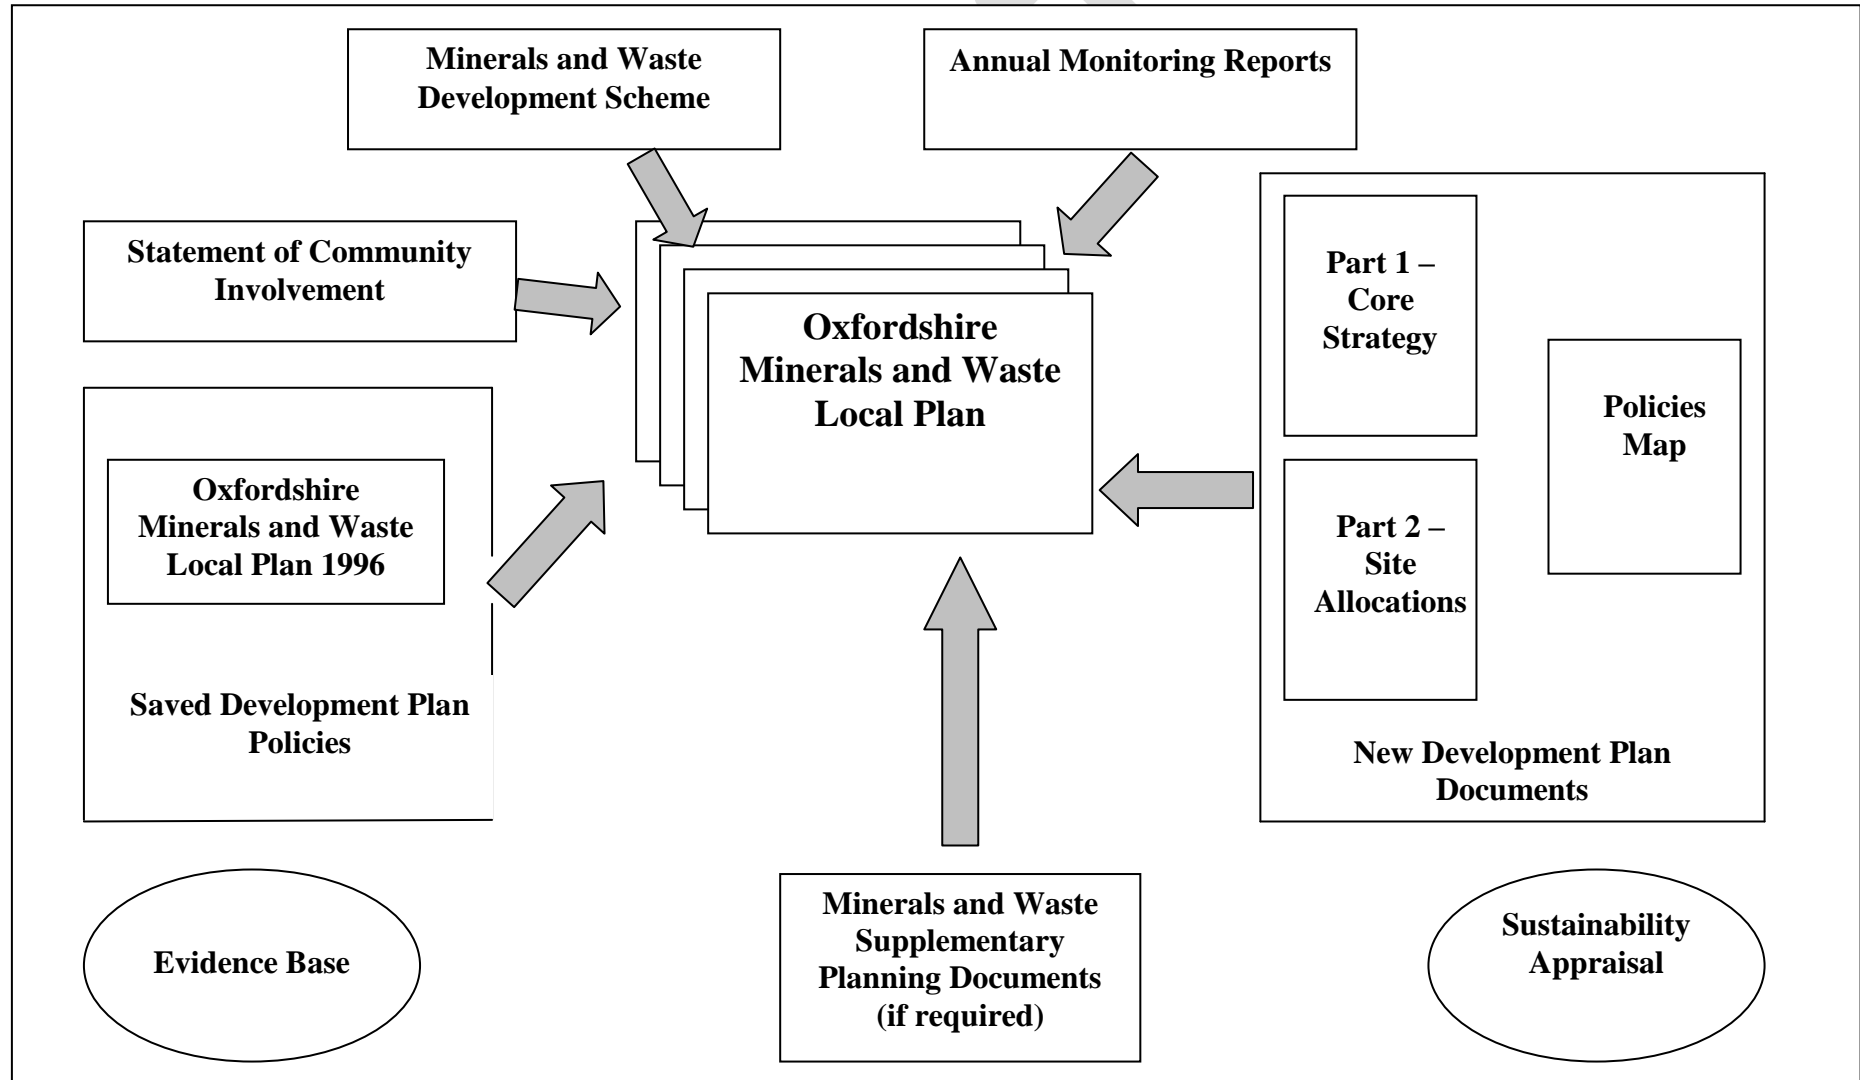 Minerals and Waste
Development Scheme
Annual Monitoring Reports
Statement of Community
Involvement
Oxfordshire
Minerals and Waste
Local Plan
Part 1 –
Core
Strategy
Policies
Map
Part 2 –
Site
Allocations
New Development Plan
Documents
Oxfordshire
Minerals and Waste
Local Plan 1996
Saved Development Plan
Policies
Evidence Base
Minerals and Waste
Supplementary
Planning Documents
(if required)
Sustainability
Appraisal